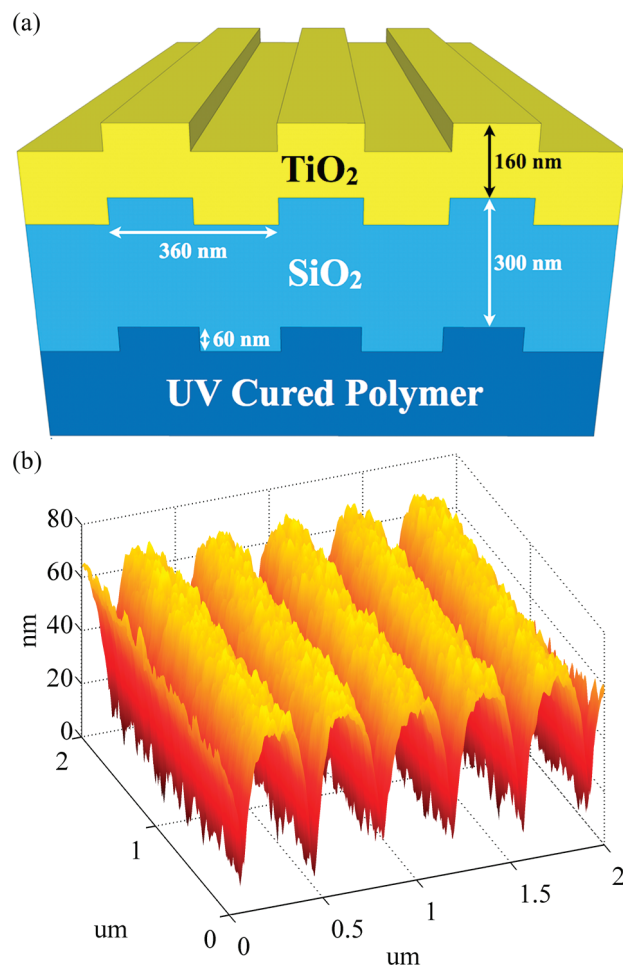 (a)
TiO₂
160 nm
360 nm
SiO₂
300 nm
60 nm
UV Cured Polymer
(b)
80
60
40
20
0
nm
2
1
0
um
0
0.5
1
1.5
2
um